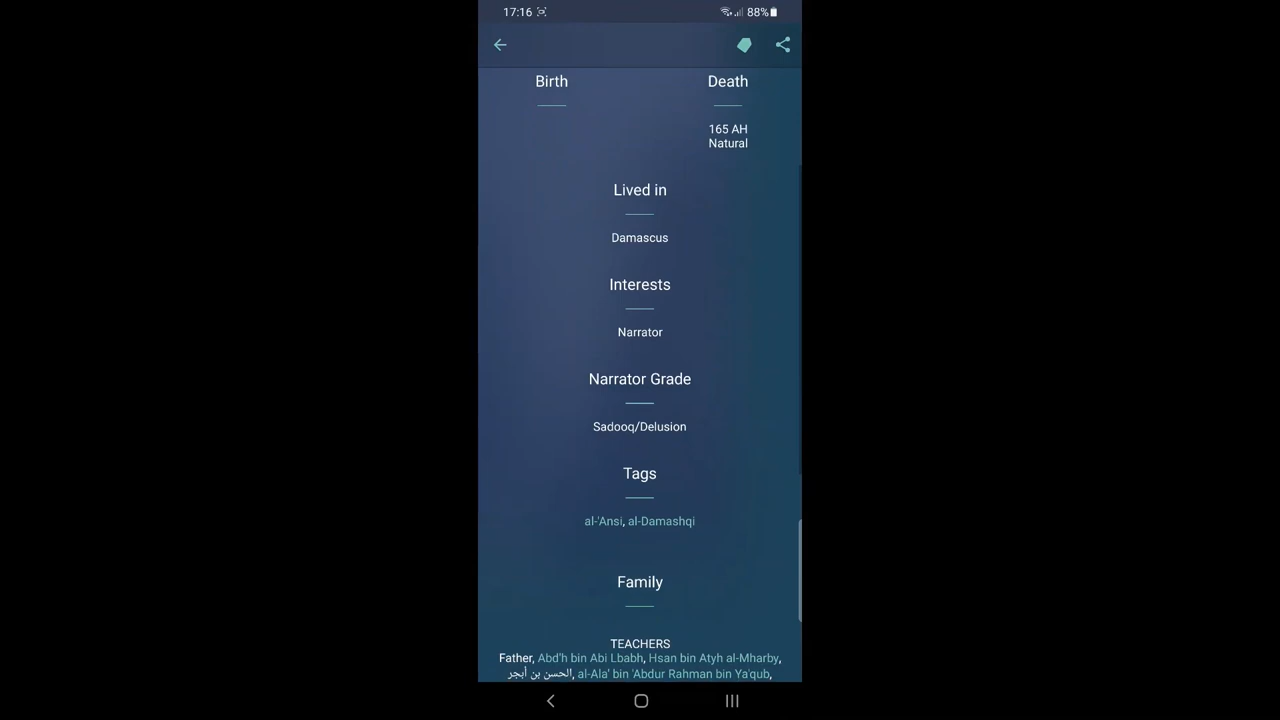 17:16 88%
Birth Death
165 AH
Natural
Lived in
Damascus
Interests
Narrator
Narrator Grade
Sadooq/Delusion
Tags
al-'Ansi, al-Damashqi
Family
TEACHERS
Father, Abd'h bin Abi Lbabh, Hsan bin Atyh al-Mharby,
الحسن بن أبجر, al-Ala' bin 'Abdur Rahman bin Ya'qub,